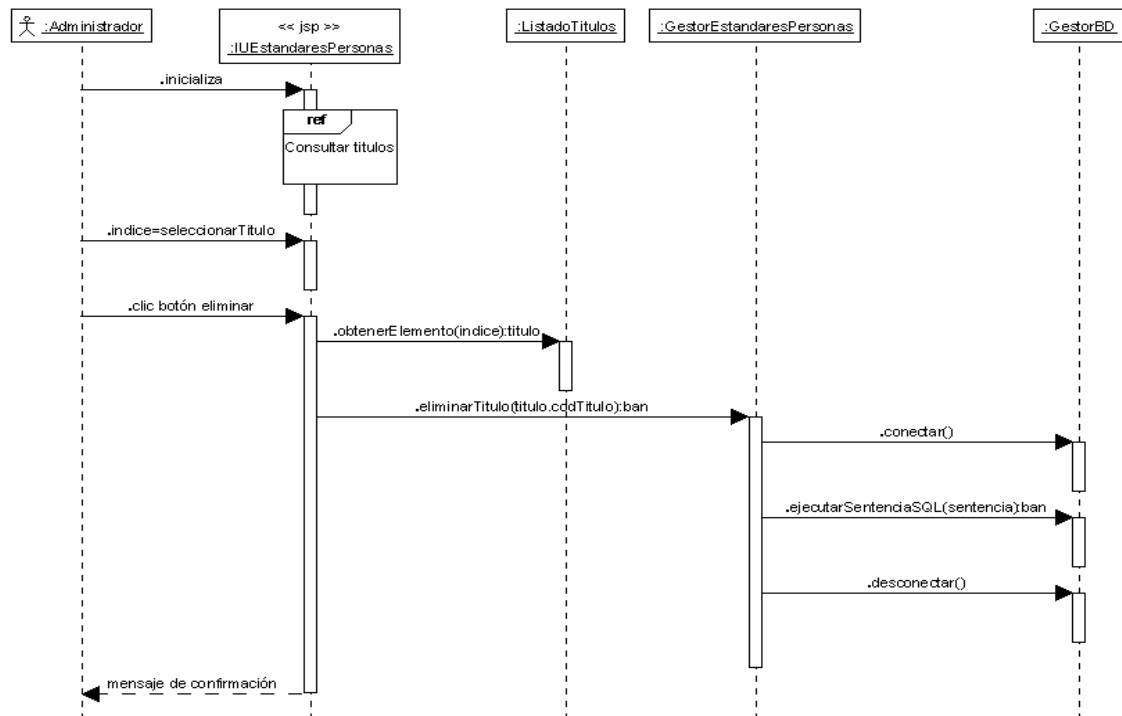 :Administrador
<< jsp >>
:IUEstandaresPersonas
:ListadoTitulos
:GestorEstandaresPersonas
:GestorBD
.inicializa
ref
Consultar titulos
.indice=seleccionarTitulo
.clic botón eliminar
.obtenerElemento(indice):titulo
.eliminarTitulo(titulo.codTitulo):ban
.conectar()
.ejecutarSentenciaSQL(sentencia):ban
.desconectar()
mensaje de confirmación